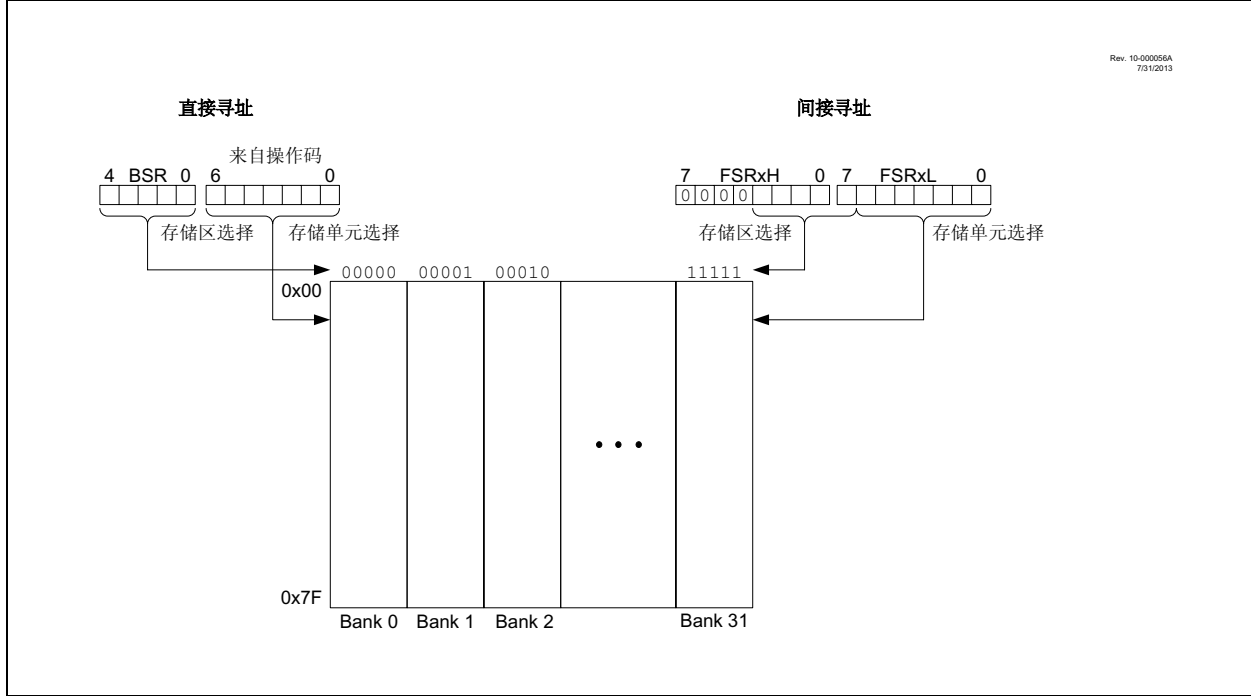 Rev. 10-000056A
7/31/2013
直接寻址
间接寻址
来自操作码
4 BSR 0 6 0
7 FSRxH 0 7 FSRxL 0
0 0 0 0
存储区选择 存储单元选择
存储区选择 存储单元选择
00000 00001 00010 11111
0x00
0x7F
Bank 0 Bank 1 Bank 2 Bank 31